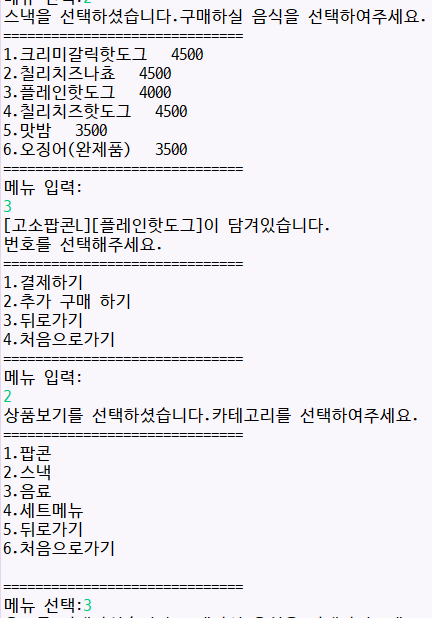 메뉴 선택:2
스낵을 선택하셨습니다.구매하실 음식을 선택하여주세요.
==============================
1.크리미갈릭핫도그 4500
2.칠리치즈나쵸 4500
3.플레인핫도그 4000
4.칠리치즈핫도그 4500
5.맛밤 3500
6.오징어(완제품) 3500
==============================
메뉴 입력:
3
[고소팝콘L][플레인핫도그]이 담겨있습니다.
번호를 선택해주세요.
==============================
1.결제하기
2.추가 구매 하기
3.뒤로가기
4.처음으로가기
==============================
메뉴 입력:
2
상품보기를 선택하셨습니다.카테고리를 선택하여주세요.
==============================
1.팝콘
2.스낵
3.음료
4.세트메뉴
5.뒤로가기
6.처음으로가기
==============================
메뉴 선택:3